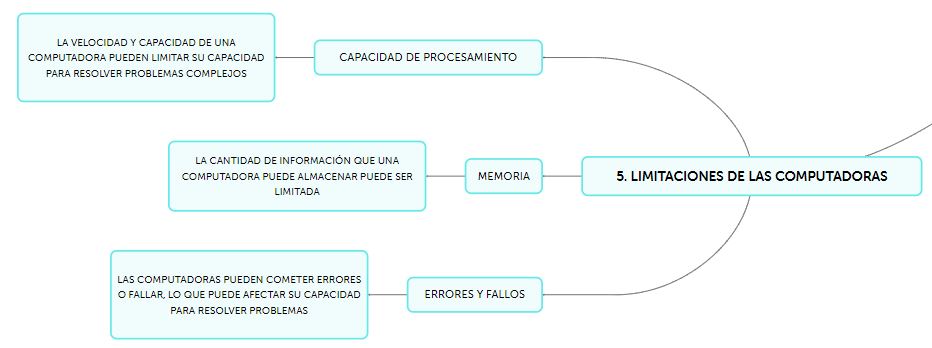 LA VELOCIDAD Y CAPACIDAD DE UNA
COMPUTADORA PUEDEN LIMITAR SU CAPACIDAD
PARA RESOLVER PROBLEMAS COMPLEJOS
CAPACIDAD DE PROCESAMIENTO
LA CANTIDAD DE INFORMACIÓN QUE UNA
COMPUTADORA PUEDE ALMACENAR PUEDE SER
LIMITADA
MEMORIA
5. LIMITACIONES DE LAS COMPUTADORAS
LAS COMPUTADORAS PUEDEN COMETER ERRORES
O FALLAR, LO QUE PUEDE AFECTAR SU CAPACIDAD
PARA RESOLVER PROBLEMAS
ERRORES Y FALLOS